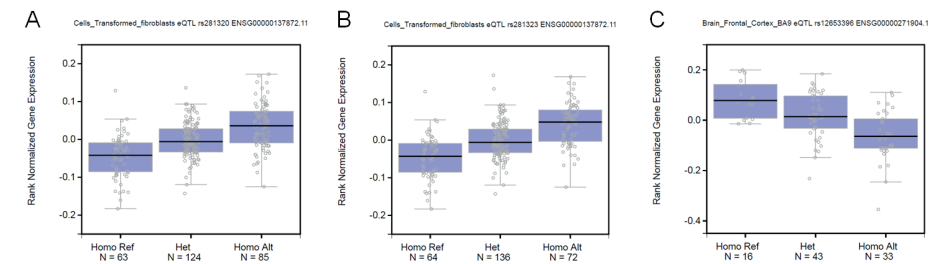 A
Cells_Transformed_fibroblasts eQTL rs281320 ENSG00000137872.11
Rank Normalized Gene Expression
0.2
0.1
0.0
-0.1
-0.2
Homo Ref Het Homo Alt
N = 63 N = 124 N = 85
B
Cells_Transformed_fibroblasts eQTL rs281323 ENSG00000137872.11
Rank Normalized Gene Expression
0.2
0.1
0.0
-0.1
-0.2
Homo Ref Het Homo Alt
N = 64 N = 136 N = 72
C
Brain_Frontal_Cortex_BA9 eQTL rs12653396 ENSG00000271904.1
Rank Normalized Gene Expression
0.2
0.0
-0.2
-0.4
Homo Ref Het Homo Alt
N = 16 N = 43 N = 33